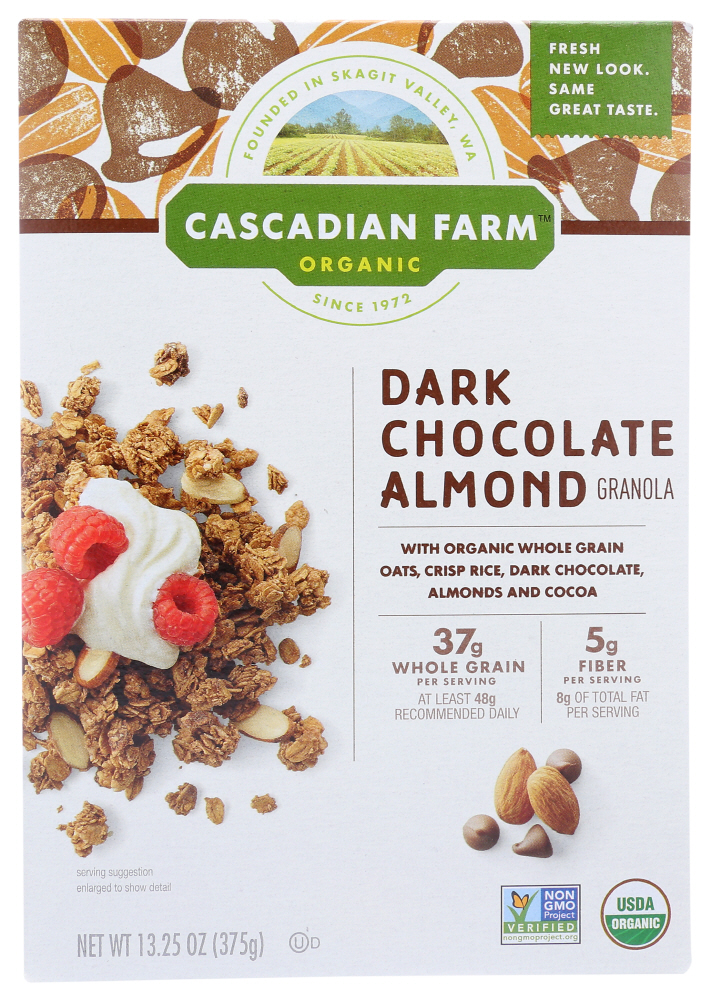 FRESH
NEW LOOK.
SAME
GREAT TASTE.
FOUNDED IN SKAGIT VALLEY, WA
CASCADIAN FARM™
ORGANIC
SINCE 1972
DARK
CHOCOLATE
ALMOND GRANOLA
WITH ORGANIC WHOLE GRAIN
OATS, CRISP RICE, DARK CHOCOLATE,
ALMONDS AND COCOA
37g
WHOLE GRAIN
PER SERVING
AT LEAST 48g
RECOMMENDED DAILY
5g
FIBER
PER SERVING
8g OF TOTAL FAT
PER SERVING
serving suggestion
enlarged to show detail
NET WT 13.25 OZ (375g) Ⓤ D
NON
GMO
Project
VERIFIED
nongmoproject.org
USDA
ORGANIC